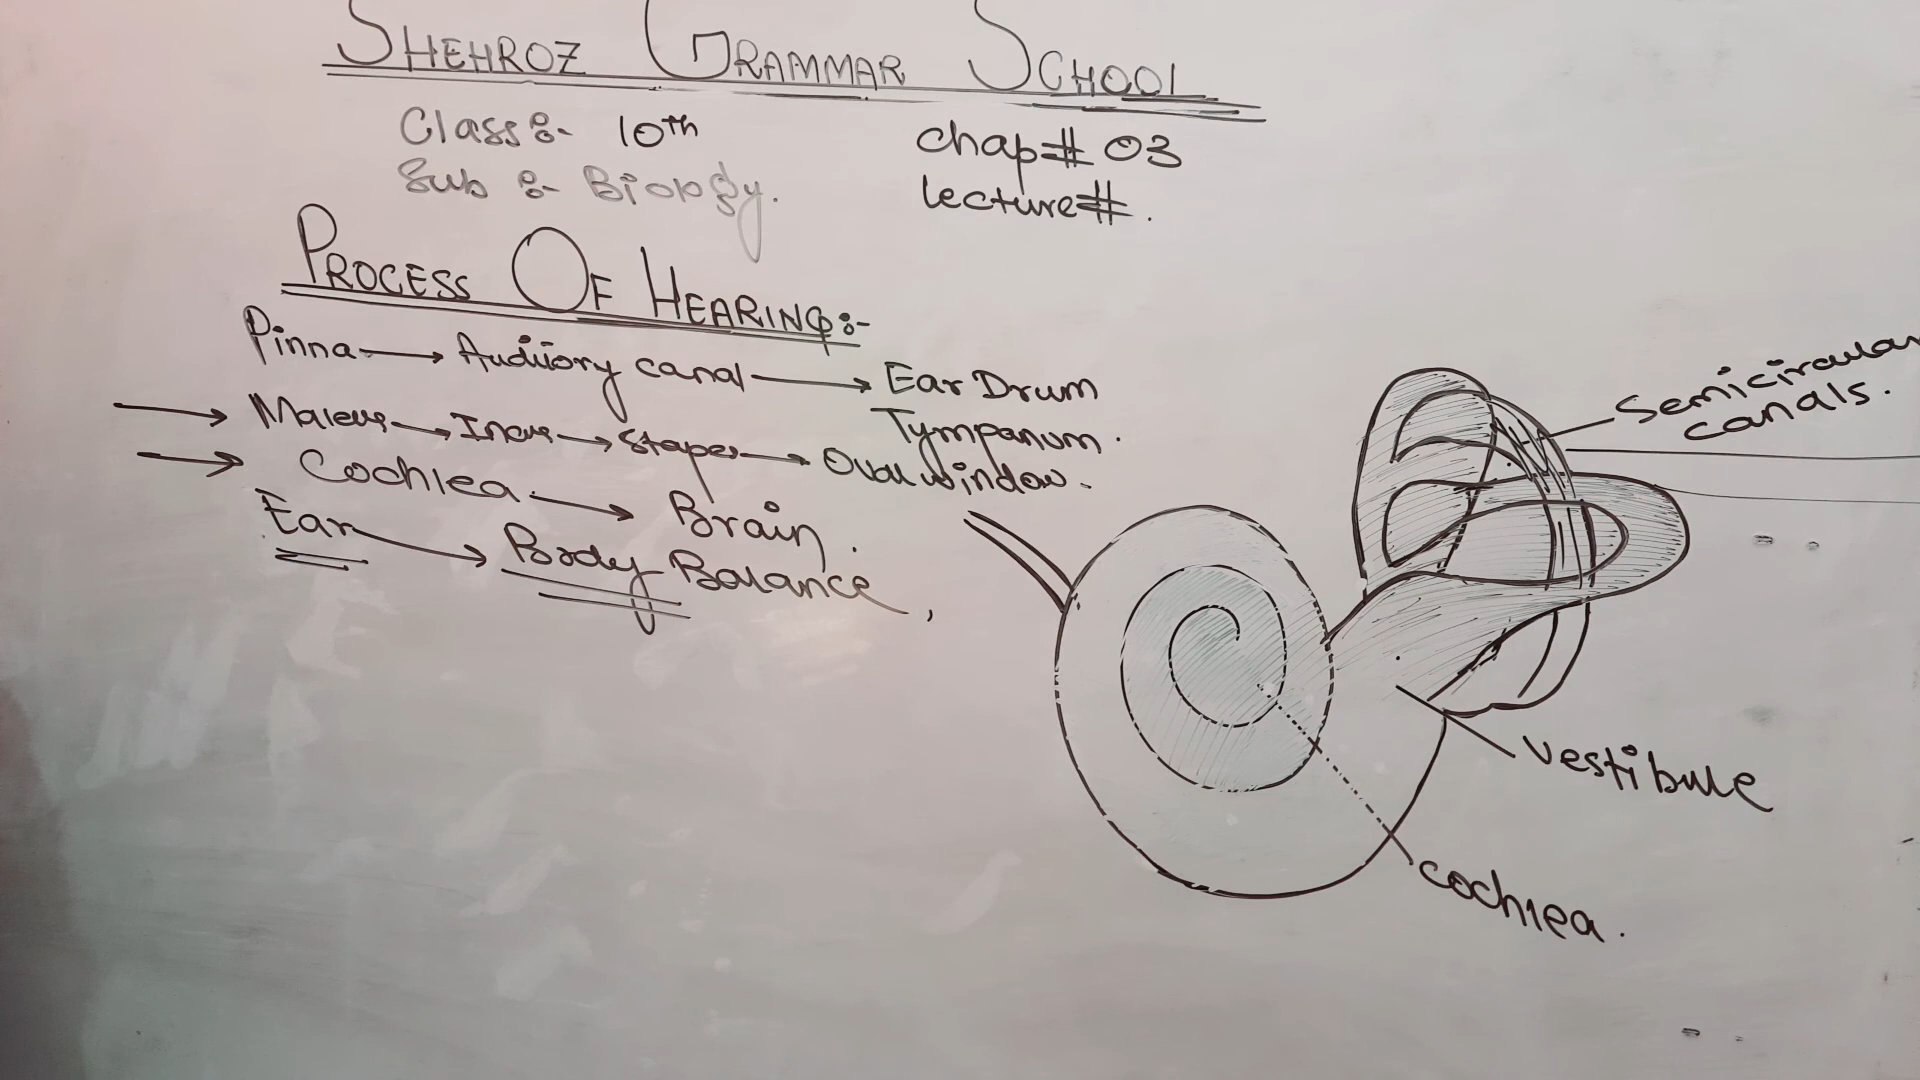 SHEHROZ GRAMMAR SCHOOL
Class:- 10th
Sub :- Biology.
chap# 03
lecture#.
PROCESS OF HEARING:-
Pinna → Auditory canal → Ear Drum
Tympanum.
→ Maleus → Incus → Stapes → Oval window.
→ Cochlea → Brain.
Ear → Body Balance,
Semicircular
canals.
vestibule
cochlea.